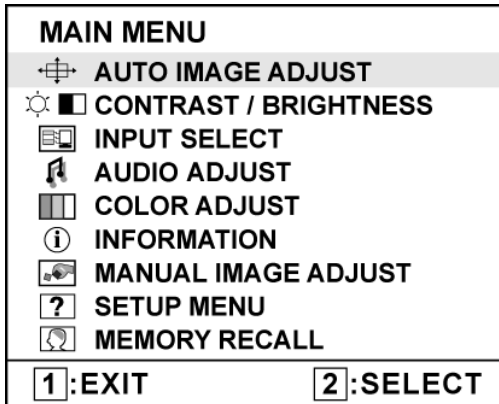 MAIN MENU
AUTO IMAGE ADJUST
CONTRAST / BRIGHTNESS
INPUT SELECT
AUDIO ADJUST
COLOR ADJUST
i INFORMATION
MANUAL IMAGE ADJUST
? SETUP MENU
MEMORY RECALL
1 :EXIT 2 :SELECT